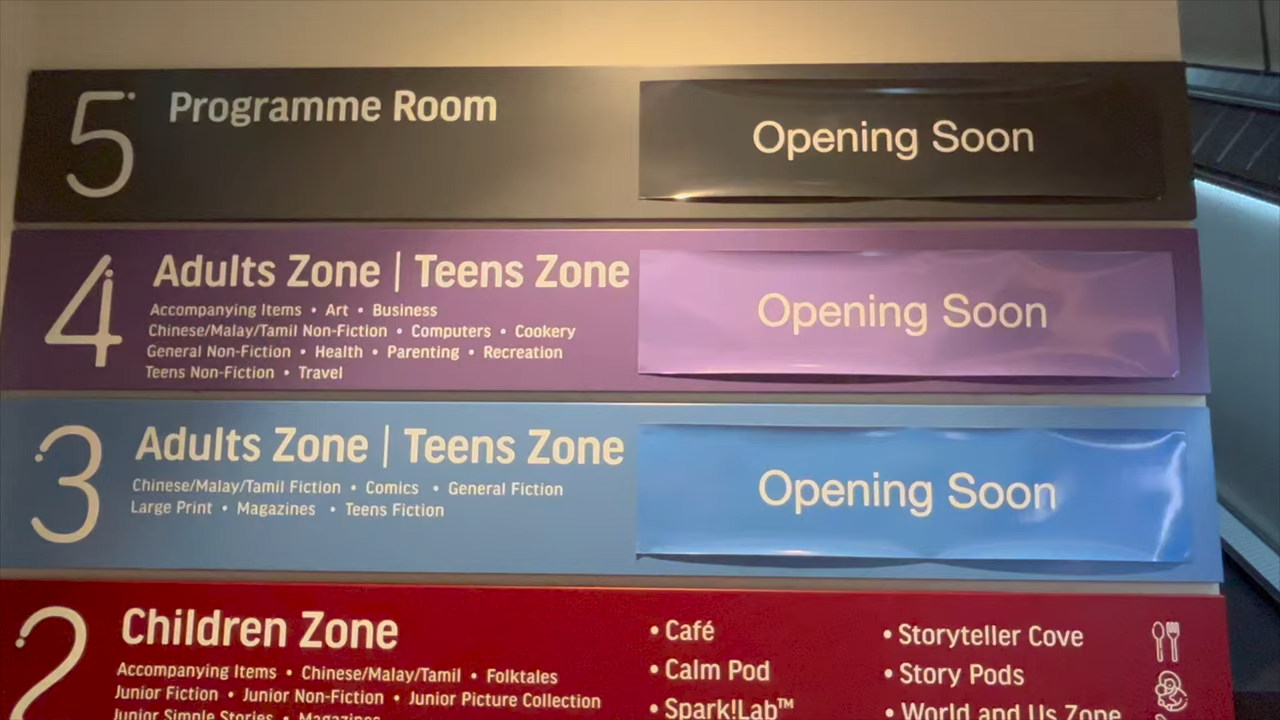 5 Programme Room
Opening Soon
4 Adults Zone | Teens Zone
Accompanying Items • Art • Business
Chinese/Malay/Tamil Non-Fiction • Computers • Cookery
General Non-Fiction • Health • Parenting • Recreation
Teens Non-Fiction • Travel
Opening Soon
3 Adults Zone | Teens Zone
Chinese/Malay/Tamil Fiction • Comics • General Fiction
Large Print • Magazines • Teens Fiction
Opening Soon
2 Children Zone
Accompanying Items • Chinese/Malay/Tamil • Folktales
Junior Fiction • Junior Non-Fiction • Junior Picture Collection
Junior Simple Stories • Magazines
• Café
• Calm Pod
• Spark!Lab™
• Storyteller Cove
• Story Pods
• World and Us Zone